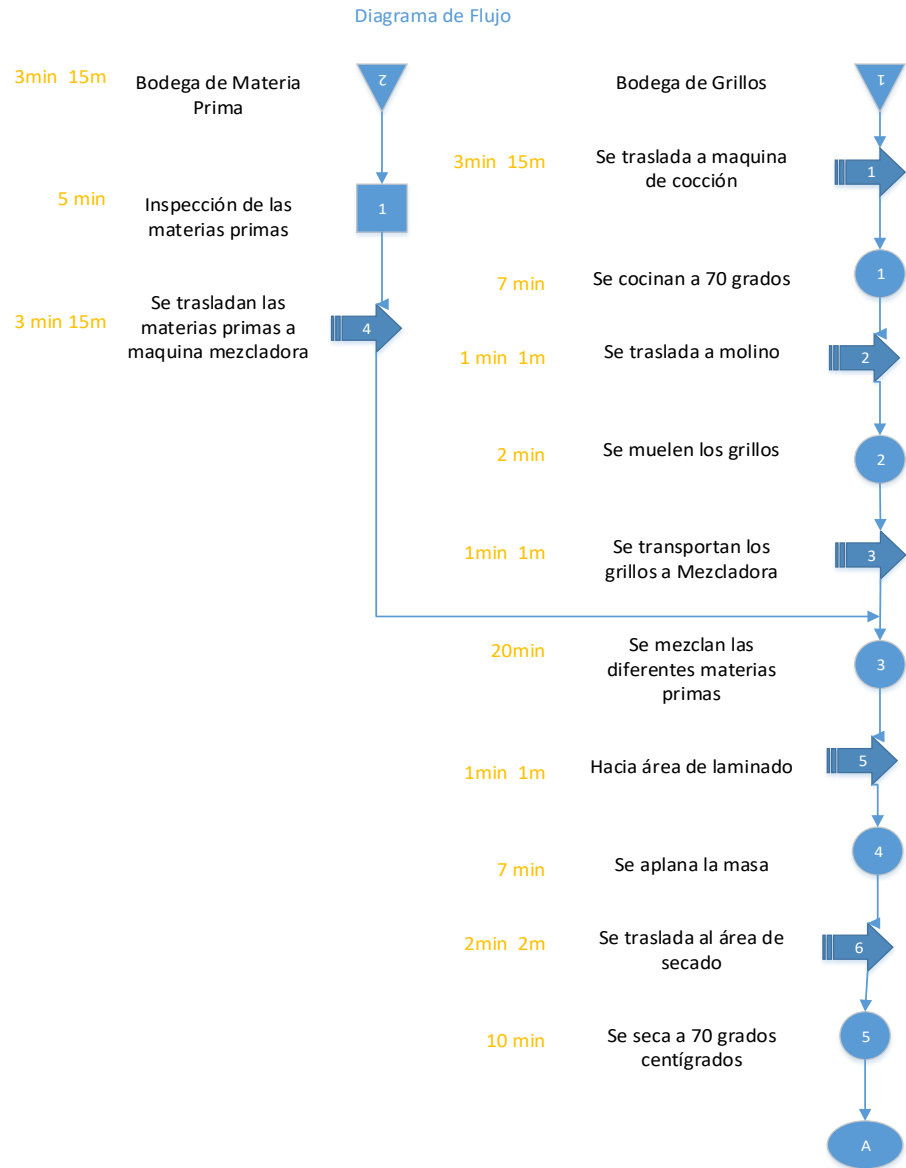 Diagrama de Flujo
3min 15m
Bodega de Materia
Prima
2
Bodega de Grillos
1
3min 15m
Se traslada a maquina
de cocción
1
5 min
Inspección de las
materias primas
1
7 min
Se cocinan a 70 grados
1
3 min 15m
Se trasladan las
materias primas a
maquina mezcladora
4
1 min 1m
Se traslada a molino
2
2 min
Se muelen los grillos
2
1min 1m
Se transportan los
grillos a Mezcladora
3
20min
Se mezclan las
diferentes materias
primas
3
1min 1m
Hacia área de laminado
5
7 min
Se aplana la masa
4
2min 2m
Se traslada al área de
secado
6
10 min
Se seca a 70 grados
centígrados
5
A